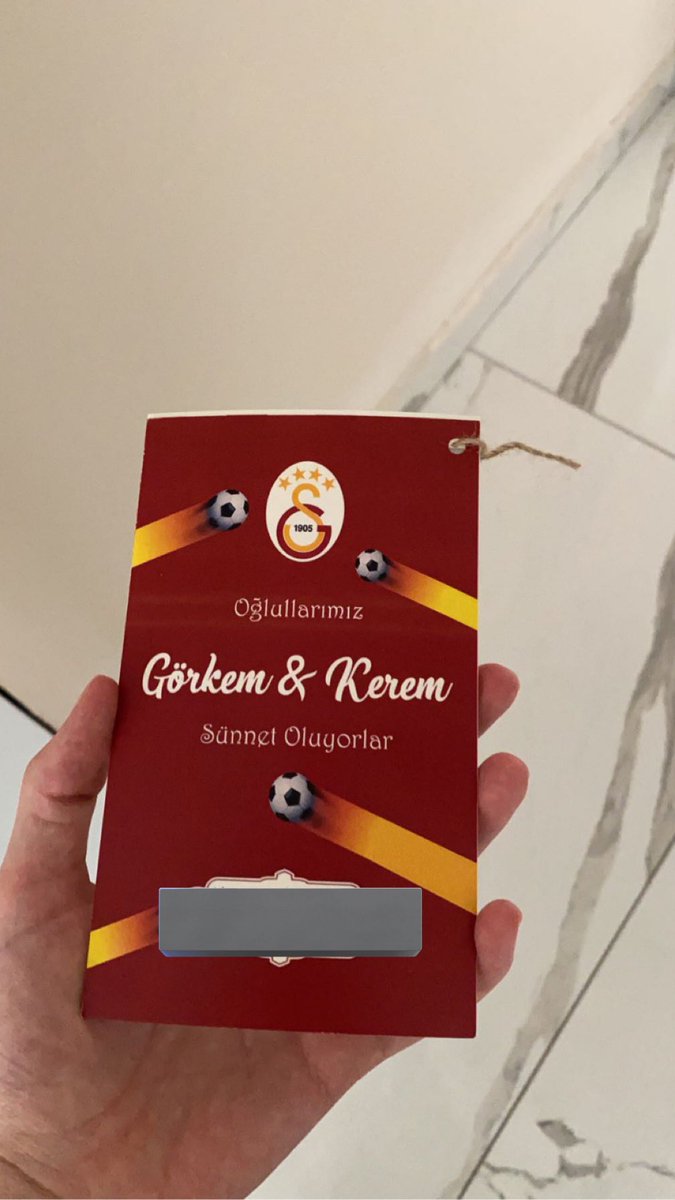 1905
Oğlullarımız
Görkem & Kerem
Sünnet Oluyorlar